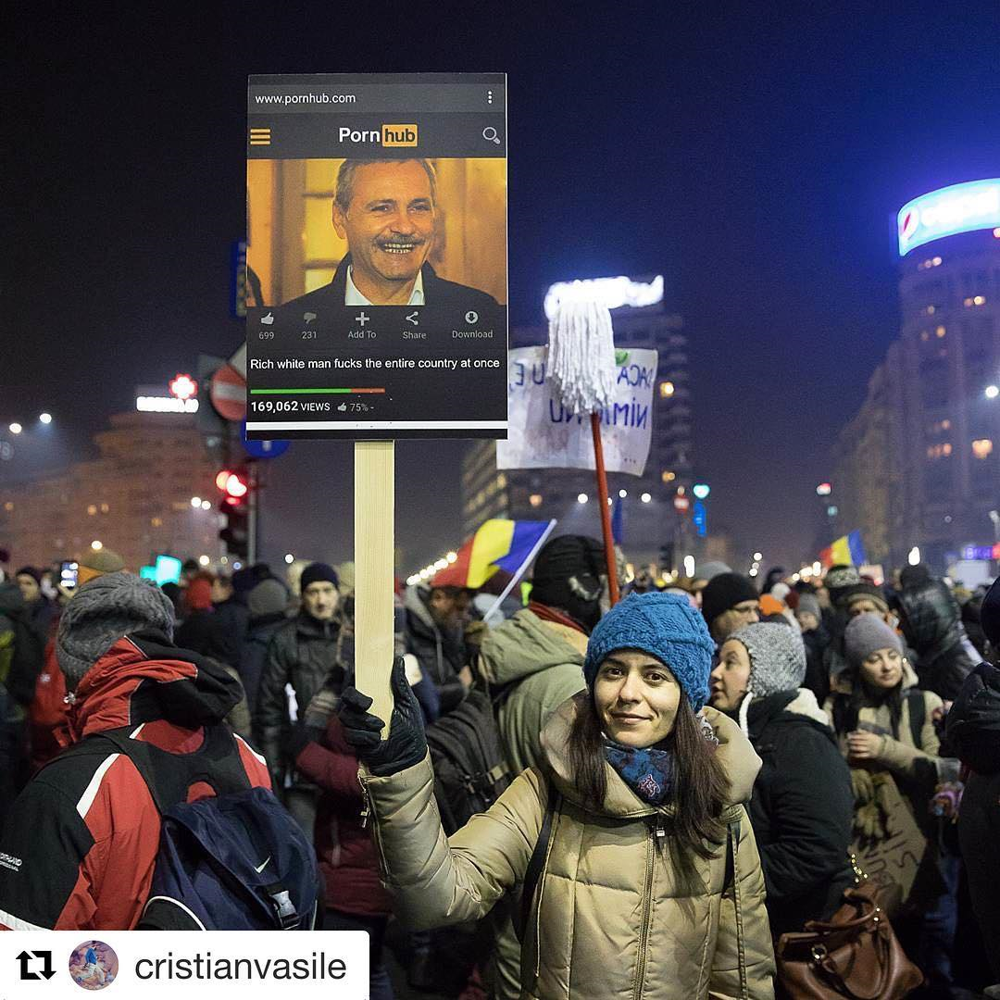 www.pornhub.com
Porn hub
699
231
Add To
Share
Download
Rich white man fucks the entire country at once
169,062 VIEWS
75%
pepsi
cristianvasile